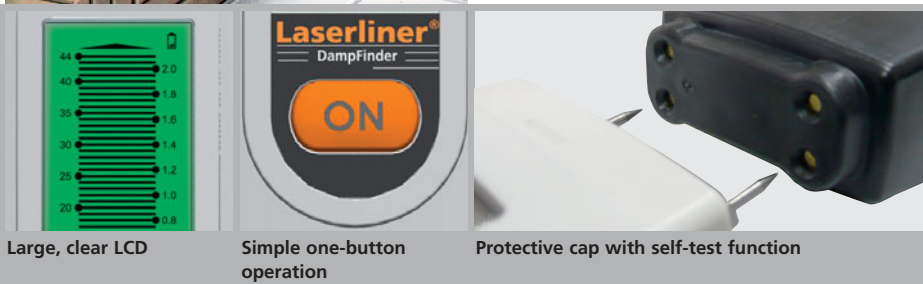 44
2.0
40
1.8
35
1.6
30
1.4
25
1.2
1.0
20
0.8
Laserliner®
DampFinder
ON
Large, clear LCD
Simple one-button
operation
Protective cap with self-test function